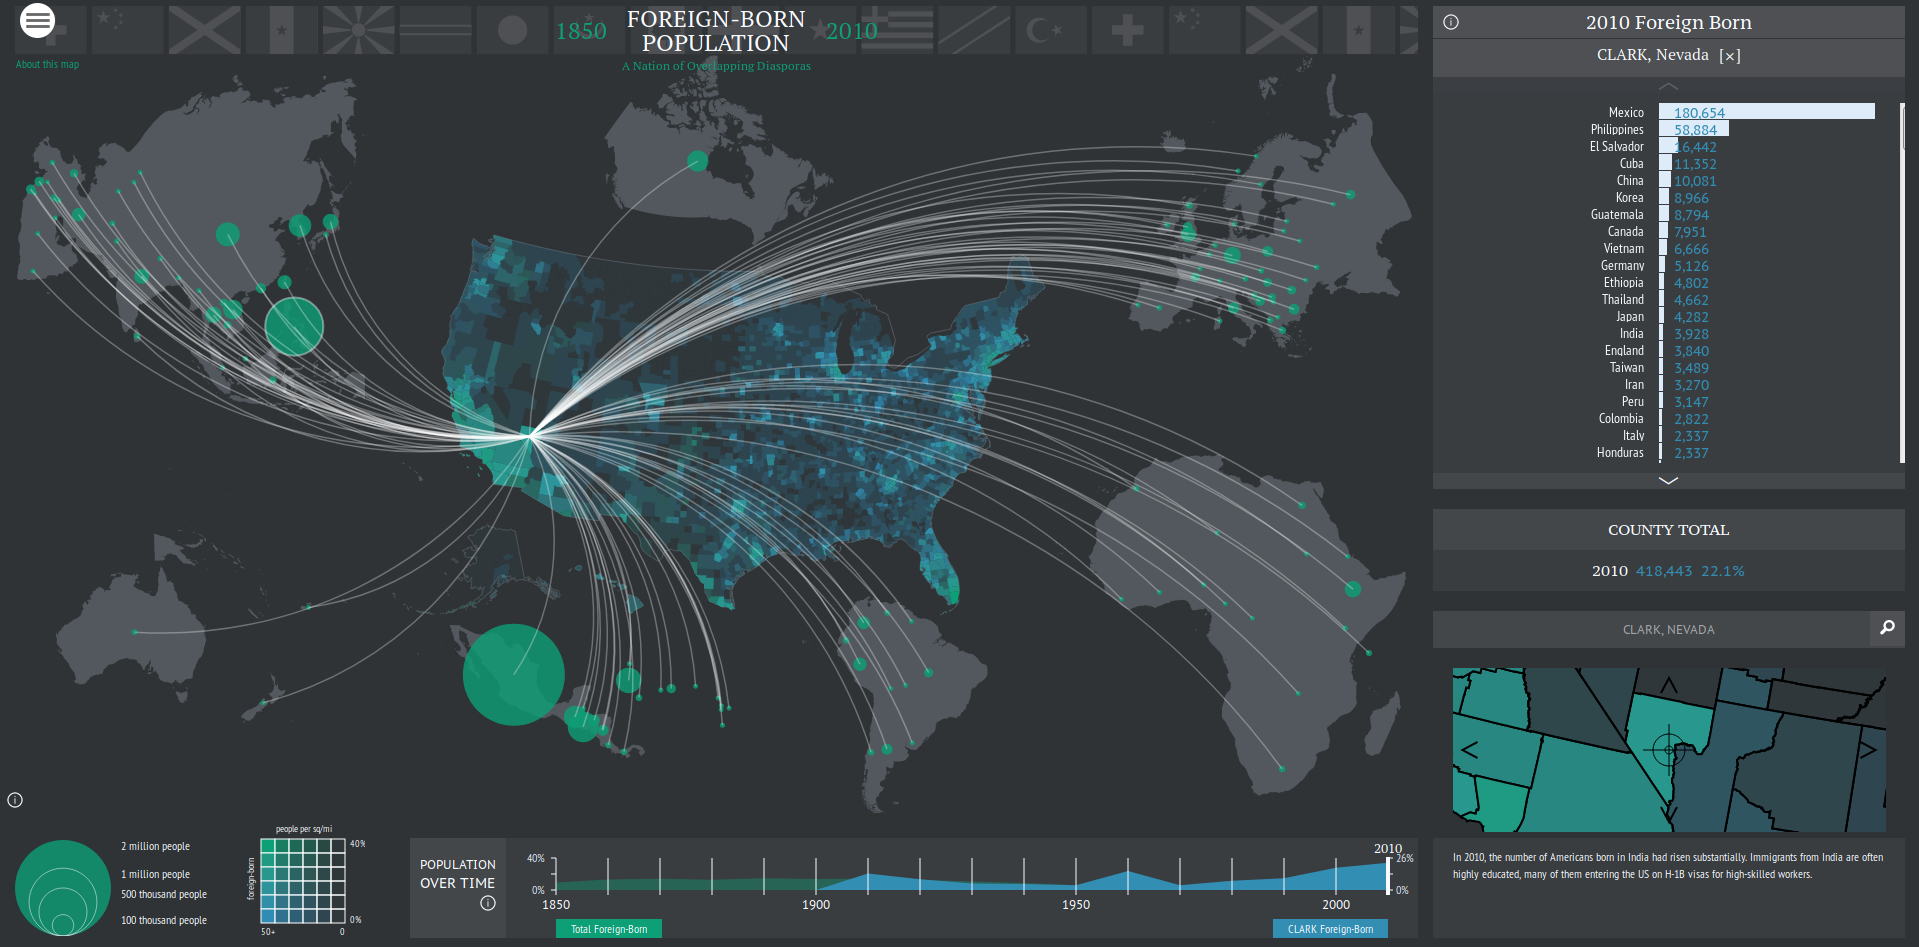 1850
FOREIGN-BORN
POPULATION
2010
A Nation of Overlapping Diasporas
About this map
2010 Foreign Born
CLARK, Nevada [×]
Mexico 180,654
Philippines 58,884
El Salvador 16,442
Cuba 11,352
China 10,081
Korea 8,966
Guatemala 8,794
Canada 7,951
Vietnam 6,666
Germany 5,126
Ethiopia 4,802
Thailand 4,662
Japan 4,282
India 3,928
England 3,840
Taiwan 3,489
Iran 3,270
Peru 3,147
Colombia 2,822
Italy 2,337
Honduras 2,337
COUNTY TOTAL
2010 418,443 22.1%
CLARK, NEVADA
In 2010, the number of Americans born in India had risen substantially. Immigrants from India are often
highly educated, many of them entering the US on H-1B visas for high-skilled workers.
2 million people
1 million people
500 thousand people
100 thousand people
people per sq/mi
foreign-born
40%
0%
50+ 0
POPULATION
OVER TIME
40%
0%
2010
26%
0%
1850 1900 1950 2000
Total Foreign-Born
CLARK Foreign-Born